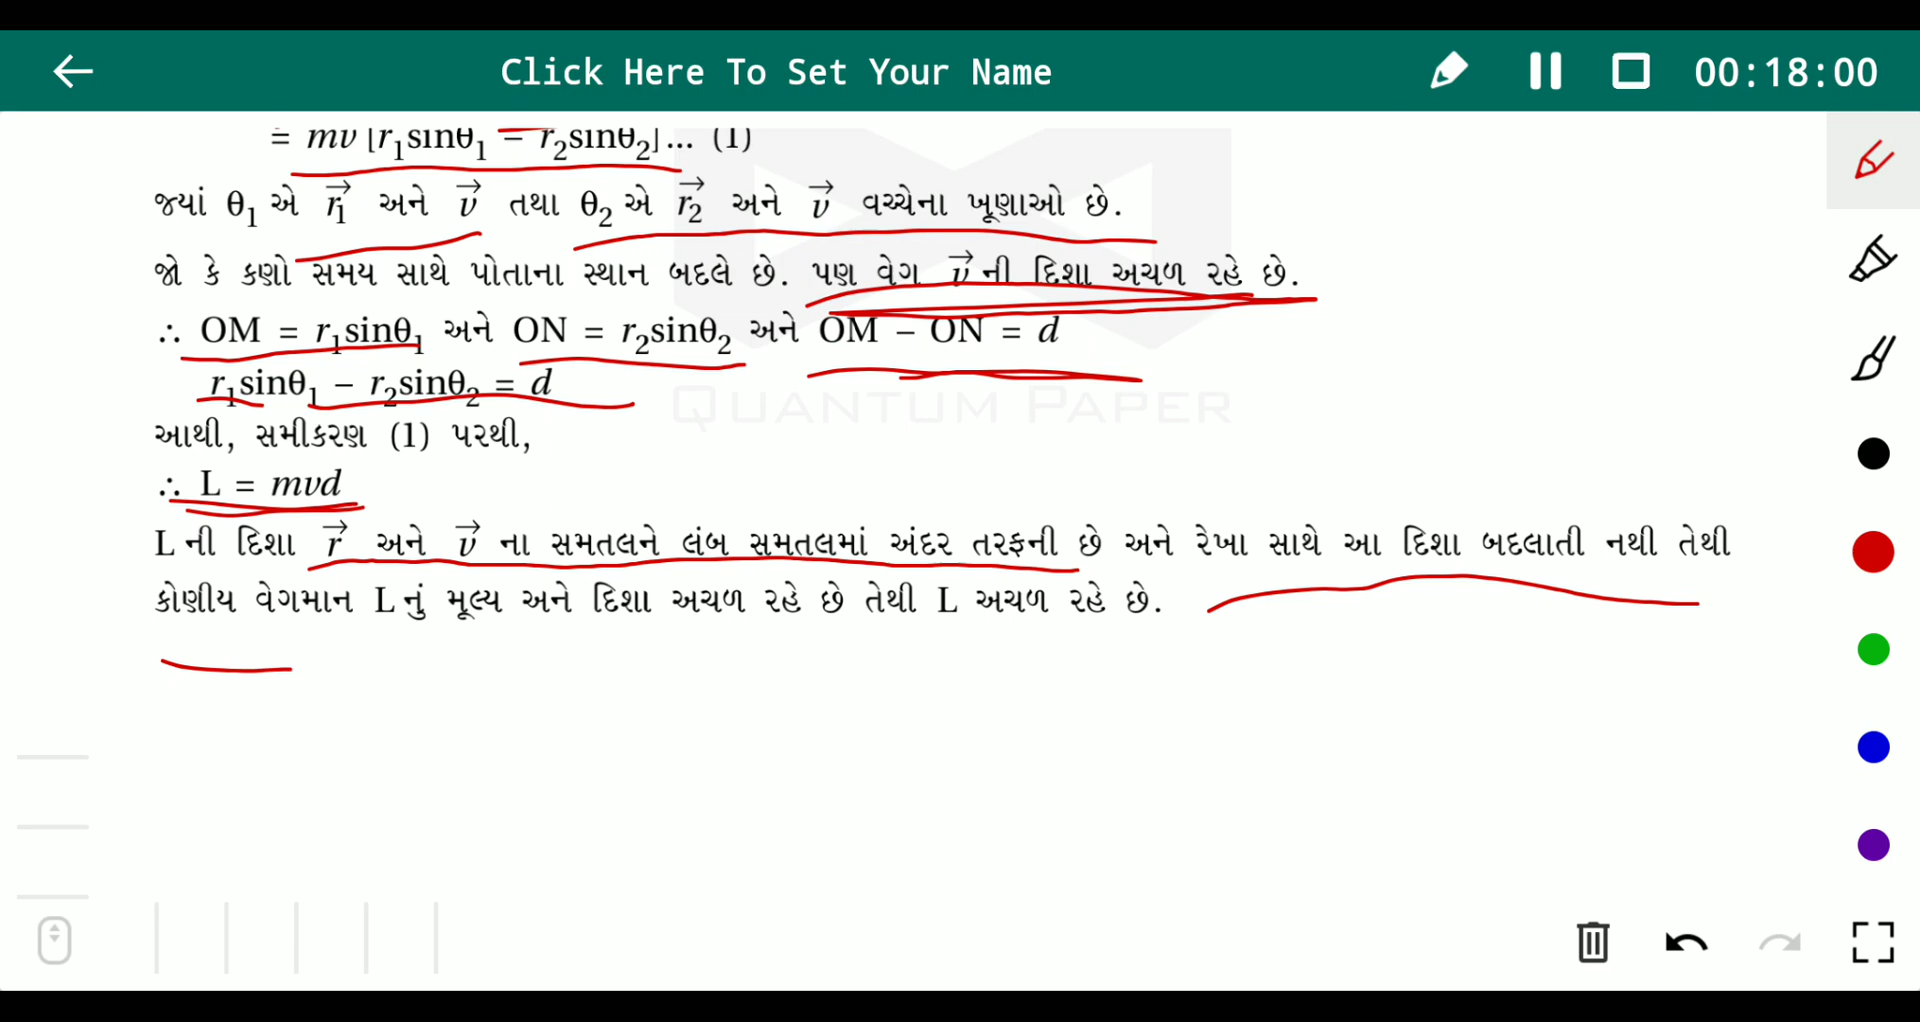 Click Here To Set Your Name 00:18:00
= mv [r₁sinθ₁ – r₂sinθ₂]... (1)
જ્યાં θ₁ એ r₁⃗ અને v⃗ તથા θ₂ એ r₂⃗ અને v⃗ વચ્ચેના ખૂણાઓ છે.
જો કે કણો સમય સાથે પોતાના સ્થાન બદલે છે. પણ વેગ v⃗ ની દિશા અચળ રહે છે.
∴ OM = r₁sinθ₁ અને ON = r₂sinθ₂ અને OM – ON = d
r₁sinθ₁ – r₂sinθ₂ = d
QUANTUM PAPER
આથી, સમીકરણ (1) પરથી,
∴ L = mvd
L ની દિશા r⃗ અને v⃗ ના સમતલને લંબ સમતલમાં અંદર તરફની છે અને રેખા સાથે આ દિશા બદલાતી નથી તેથી
કોણીય વેગમાન L નું મૂલ્ય અને દિશા અચળ રહે છે તેથી L અચળ રહે છે.